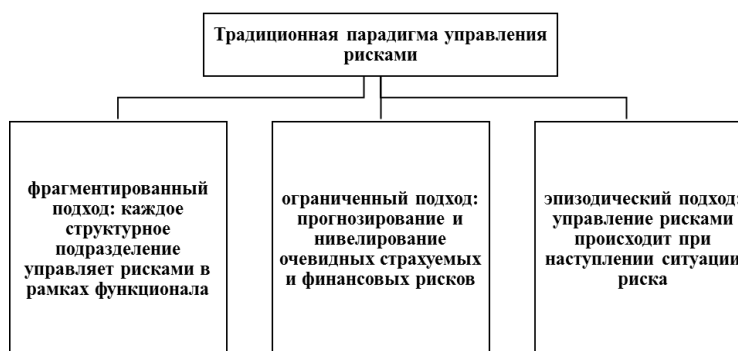 Традиционная парадигма управления
рисками
фрагментированный
подход: каждое
структурное
подразделение
управляет рисками в
рамках функционала
ограниченный подход:
прогнозирование и
нивелирование
очевидных страхуемых
и финансовых рисков
эпизодический подход:
управление рисками
происходит при
наступлении ситуации
риска